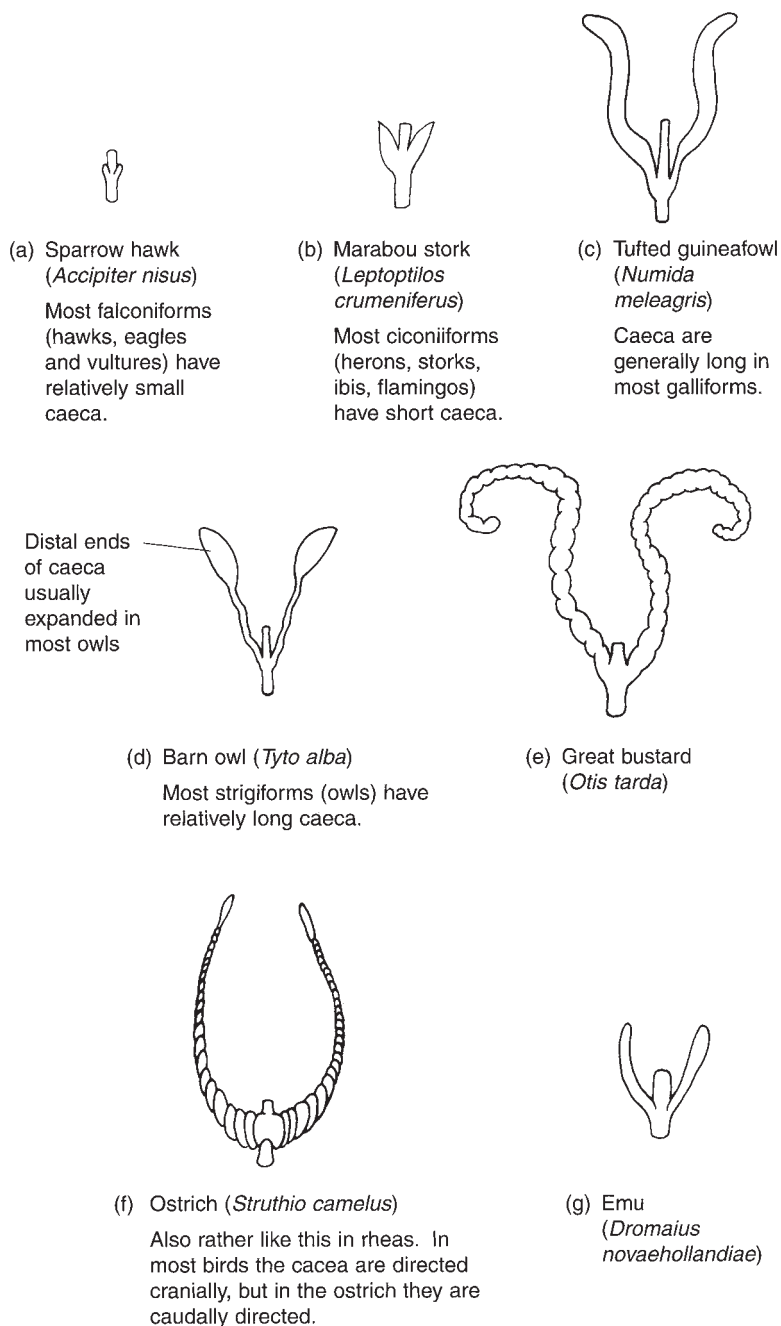 (a) Sparrow hawk
(Accipiter nisus)
Most falconiforms
(hawks, eagles
and vultures) have
relatively small
caeca.
(b) Marabou stork
(Leptoptilos
crumeniferus)
Most ciconiiforms
(herons, storks,
ibis, flamingos)
have short caeca.
(c) Tufted guineafowl
(Numida
meleagris)
Caeca are
generally long in
most galliforms.
Distal ends
of caeca
usually
expanded in
most owls
(d) Barn owl (Tyto alba)
Most strigiforms (owls) have
relatively long caeca.
(e) Great bustard
(Otis tarda)
(f) Ostrich (Struthio camelus)
Also rather like this in rheas. In
most birds the cacea are directed
cranially, but in the ostrich they are
caudally directed.
(g) Emu
(Dromaius
novaehollandiae)